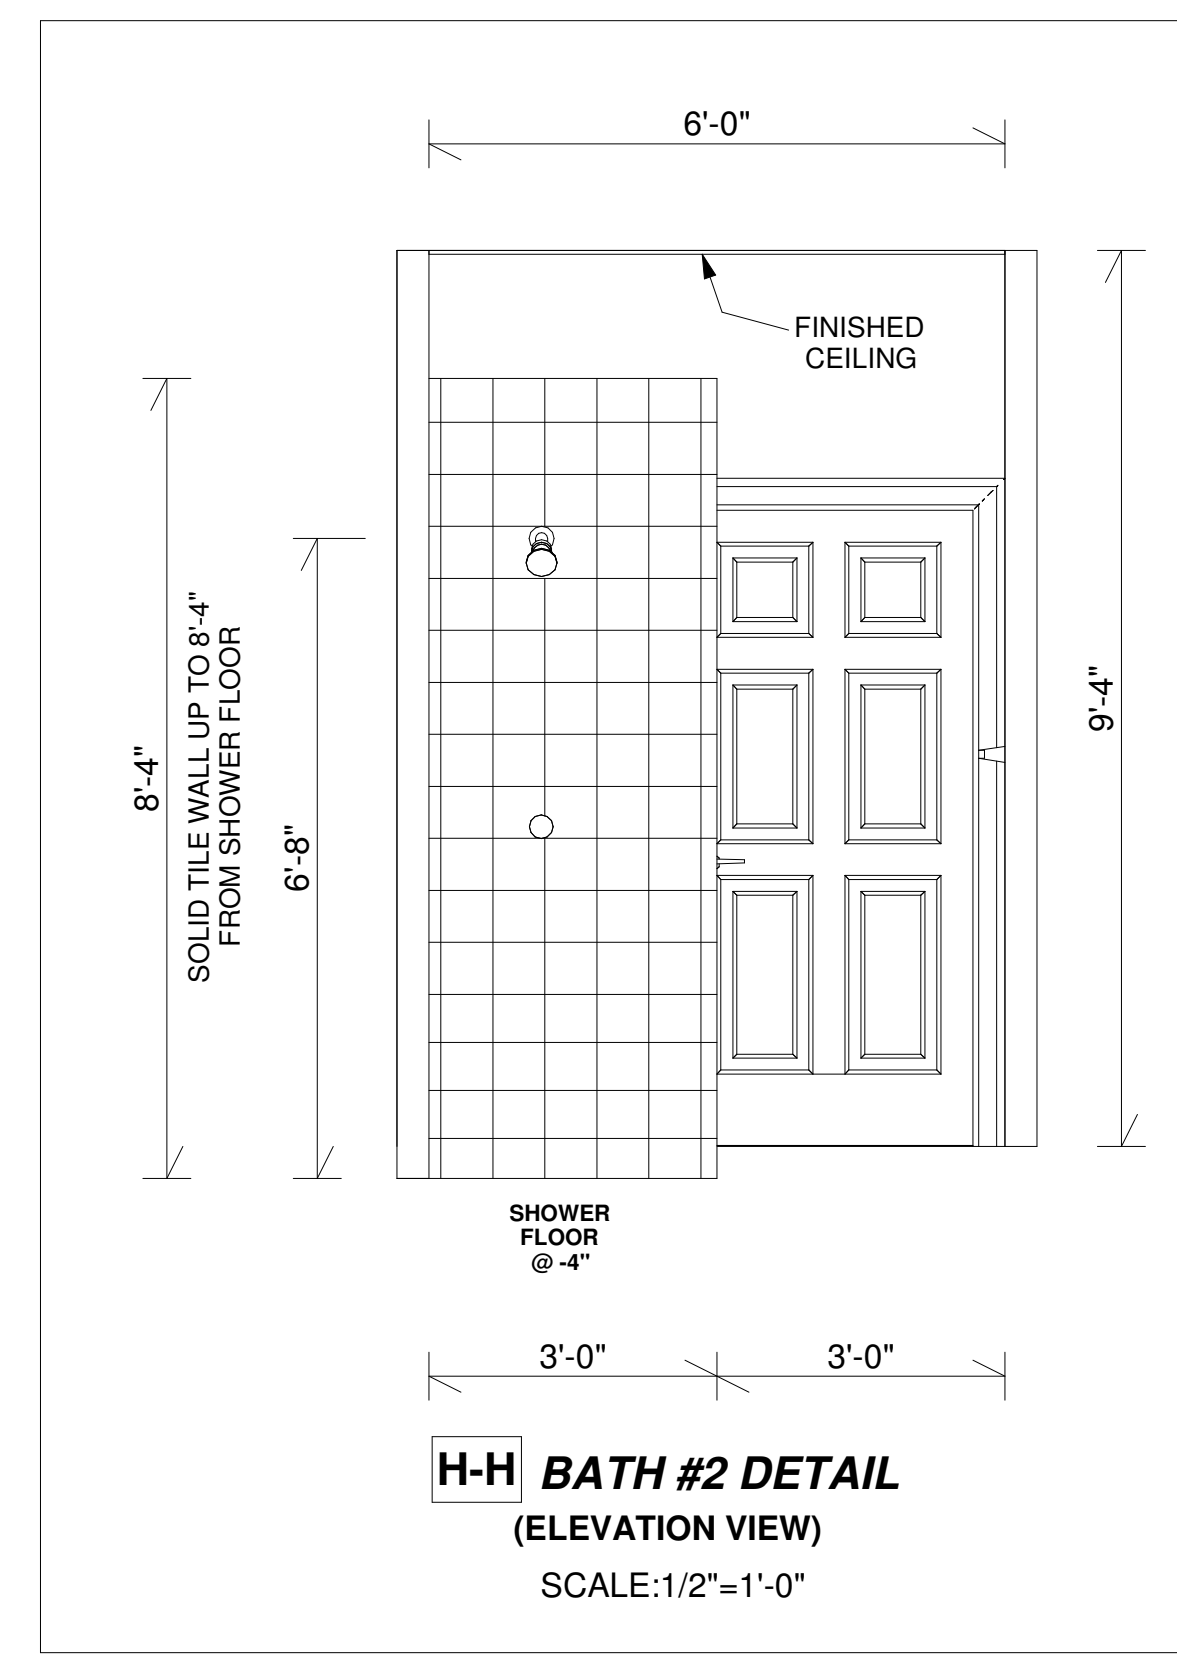 6'-0"
FINISHED
CEILING
8'-4"
SOLID TILE WALL UP TO 8'-4"
FROM SHOWER FLOOR
6'-8"
9'-4"
SHOWER
FLOOR
@ -4"
3'-0"
3'-0"
H-H BATH #2 DETAIL
(ELEVATION VIEW)
SCALE:1/2"=1'-0"